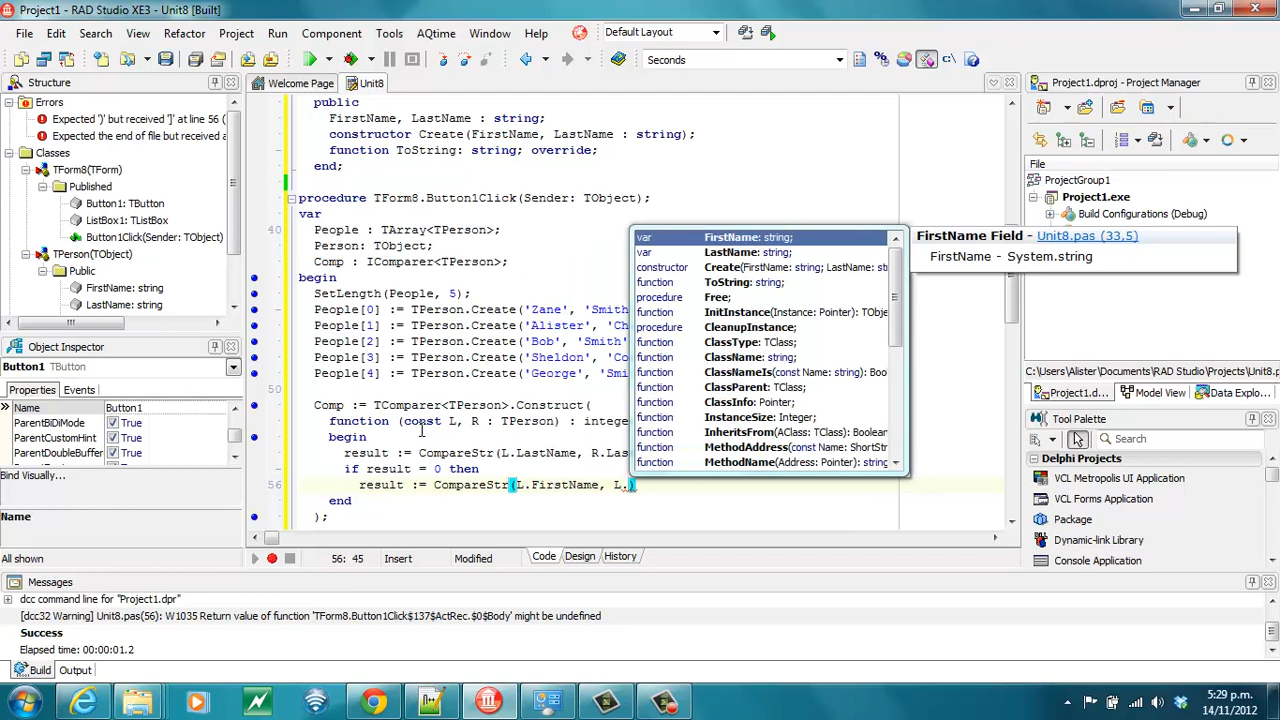 Project1 - RAD Studio XE3 - Unit8 [Built]
File Edit Search View Refactor Project Run Component Tools AQtime Window Help Default Layout
Seconds
Structure
Errors
Expected ')' but received ']' at line 56 (
Expected the end of file but received a
Classes
TForm8(TForm)
Published
Button1: TButton
ListBox1: TListBox
Button1Click(Sender: TObject)
TPerson(TObject)
Public
FirstName: string
LastName: string
Object Inspector
Button1 TButton
Properties Events
Name Button1
ParentBiDiMode True
ParentCustomHint True
ParentDoubleBuffer True
ParentFont True
Bind Visually...
Name
All shown
Welcome Page Unit8
public
FirstName, LastName : string;
constructor Create(FirstName, LastName : string);
function ToString: string; override;
end;
procedure TForm8.Button1Click(Sender: TObject);
var
40 People : TArray<TPerson>;
Person: TObject;
Comp : IComparer<TPerson>;
begin
SetLength(People, 5);
People[0] := TPerson.Create('Zane', 'Smith
People[1] := TPerson.Create('Alister', 'Ch
People[2] := TPerson.Create('Bob', 'Smith'
People[3] := TPerson.Create('Sheldon', 'Co
People[4] := TPerson.Create('George', 'Smi
50
Comp := TComparer<TPerson>.Construct(
function (const L, R : TPerson) : intege
begin
result := CompareStr(L.LastName, R.Las
if result = 0 then
56 result := CompareStr(L.FirstName, L.)
end
);
var FirstName: string;
var LastName: string;
constructor Create(FirstName: string; LastName: str
function ToString: string;
procedure Free;
function InitInstance(Instance: Pointer): TObje
procedure CleanupInstance;
function ClassType: TClass;
function ClassName: string;
function ClassNameIs(const Name: string): Boo
function ClassParent: TClass;
function ClassInfo: Pointer;
function InstanceSize: Integer;
function InheritsFrom(AClass: TClass): Boolean
function MethodAddress(const Name: ShortStr
function MethodName(Address: Pointer): string
FirstName Field - Unit8.pas (33,5)
FirstName - System.string
56: 45 Insert Modified Code Design History
Project1.dproj - Project Manager
File
ProjectGroup1
Project1.exe
Build Configurations (Debug)
C:\Users\Alister\Documents\RAD Studio\Projects\Unit8.pas
Project1.d... Model View Data Explo...
Tool Palette
Search
Delphi Projects
VCL Metropolis UI Application
VCL Forms Application
Package
Dynamic-link Library
Console Application
Messages
dcc command line for "Project1.dpr"
[dcc32 Warning] Unit8.pas(56): W1035 Return value of function 'TForm8.Button1Click$137$ActRec.$0$Body' might be undefined
Success
Elapsed time: 00:00:01.2
Build Output
5:29 p.m.
14/11/2012